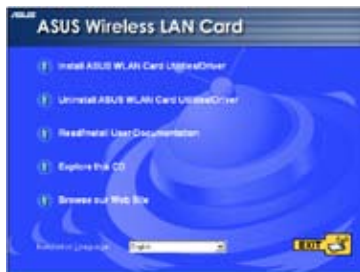 ASUS
ASUS Wireless LAN Card
Install ASUS WLAN Card Utilities/Driver
Uninstall ASUS WLAN Card Utilities/Driver
Read/Install User Documentation
Explore this CD
Browse our Web Site
Language:
English
EXIT